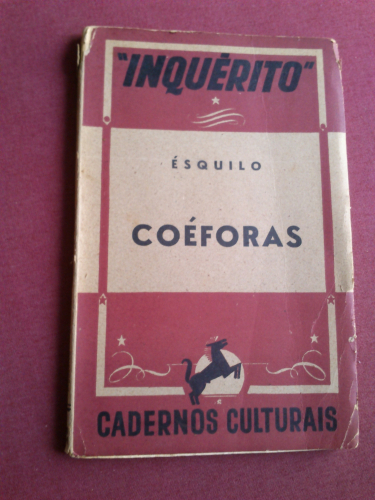 "INQUÉRITO"
ÉSQUILO
COÉFORAS
CADERNOS CULTURAIS